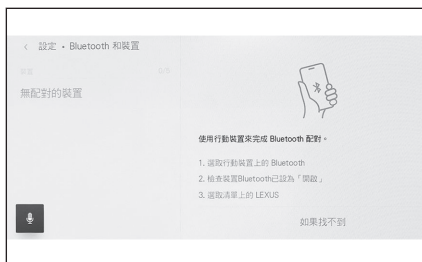 < 設定 • Bluetooth 和裝置
0/5
無配對的裝置
使用行動裝置來完成 Bluetooth 配對。
1. 選取行動裝置上的 Bluetooth
2. 檢查裝置Bluetooth已設為「開啟」
3. 選取清單上的 LEXUS
如果找不到